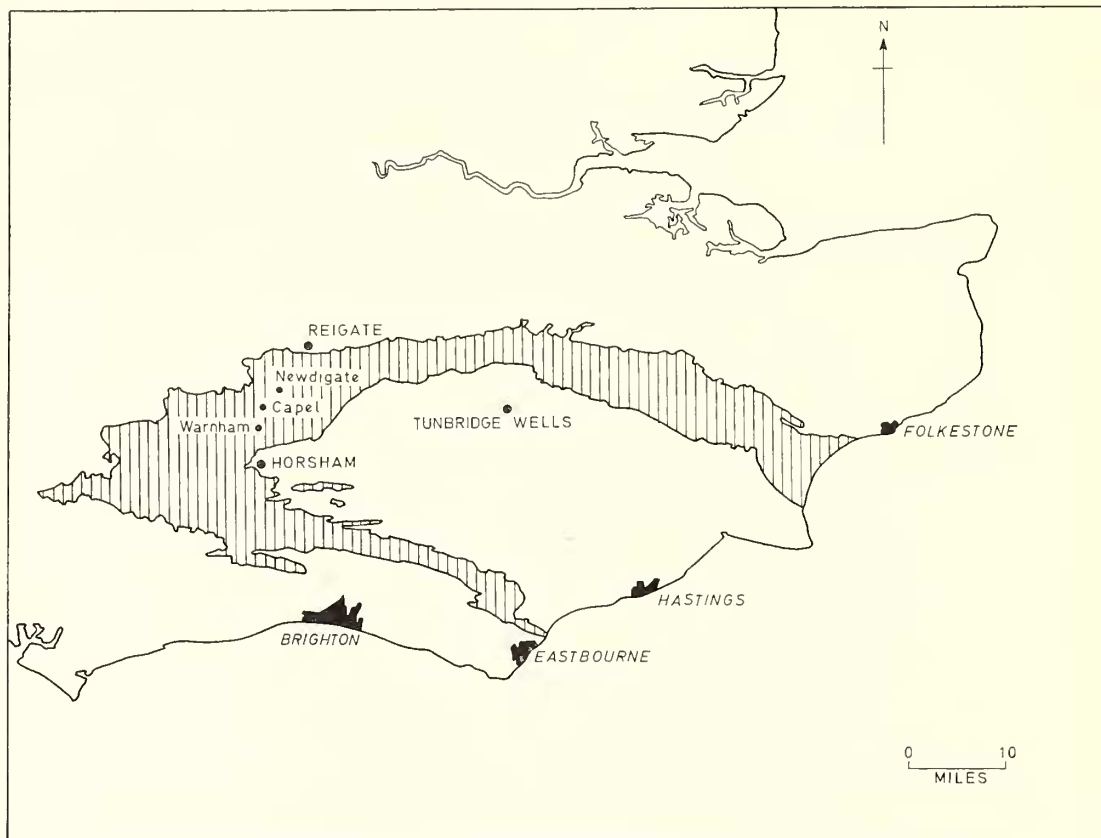 N
REIGATE
Newdigate
Capel
Warnham
TUNBRIDGE WELLS
FOLKESTONE
HORSHAM
HASTINGS
BRIGHTON
EASTBOURNE
0 10
MILES